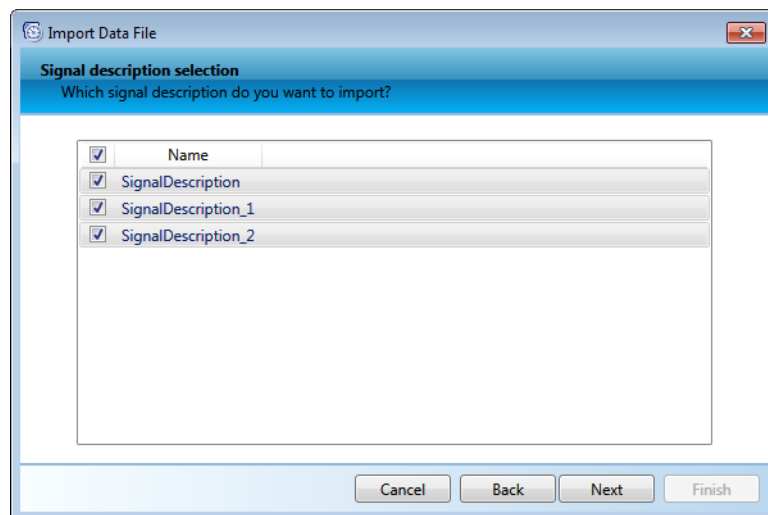 Import Data File
Signal description selection
Which signal description do you want to import?
Name
SignalDescription
SignalDescription_1
SignalDescription_2
Cancel Back Next Finish